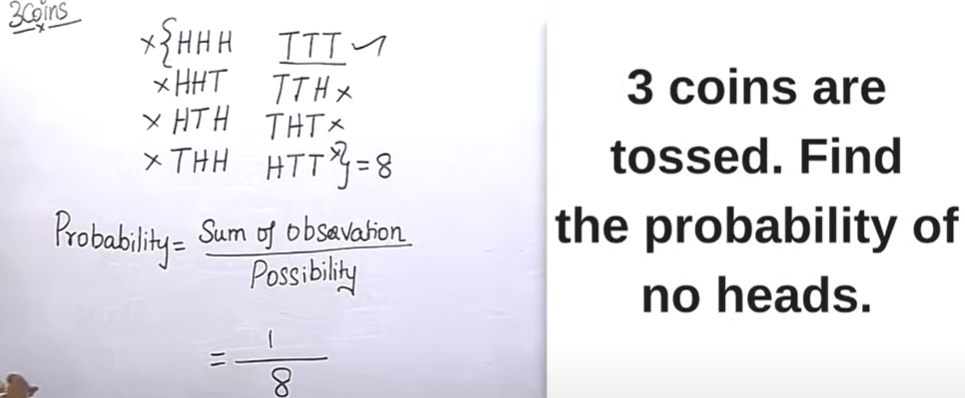 3Coins
×{HHH TTT ✓
×HHT TTH ×
× HTH THT ×
× THH HTT ×} = 8
Probability = Sum of obsavation
Possibility
= 1
8
3 coins are
tossed. Find
the probability of
no heads.